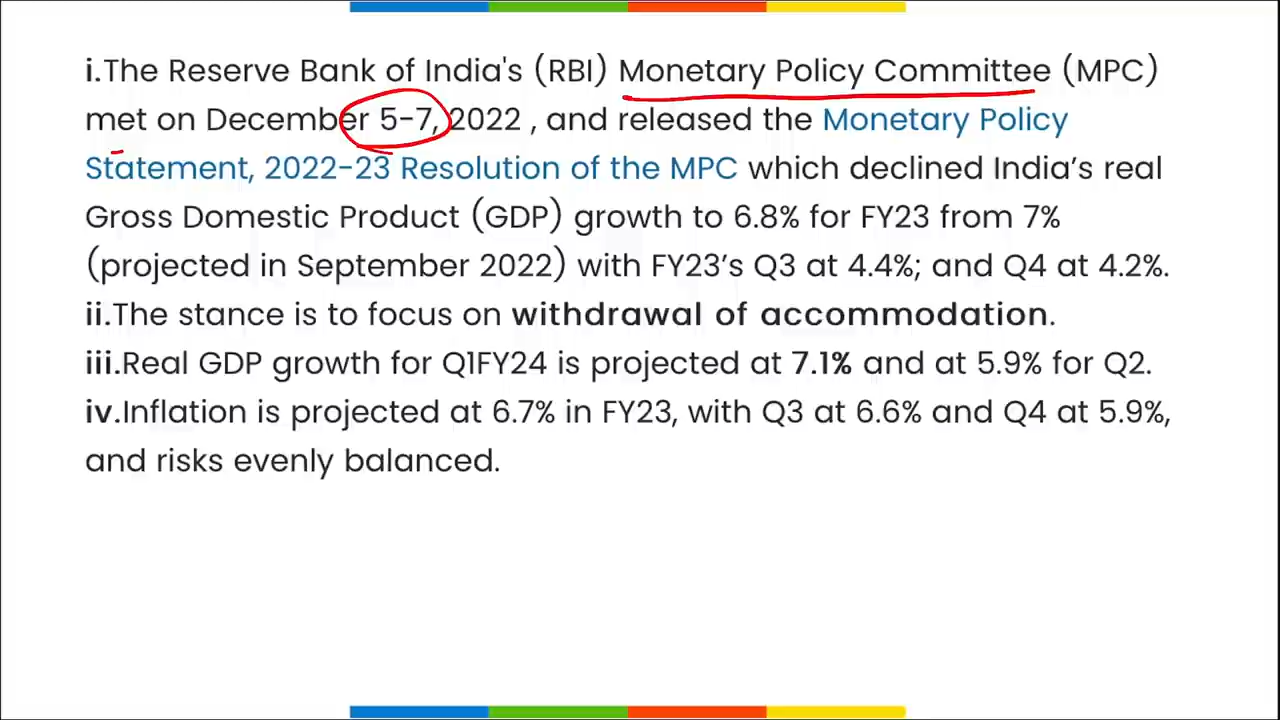 i.The Reserve Bank of India's (RBI) Monetary Policy Committee (MPC)
met on December 5-7, 2022 , and released the Monetary Policy
Statement, 2022-23 Resolution of the MPC which declined India’s real
Gross Domestic Product (GDP) growth to 6.8% for FY23 from 7%
(projected in September 2022) with FY23’s Q3 at 4.4%; and Q4 at 4.2%.
ii.The stance is to focus on withdrawal of accommodation.
iii.Real GDP growth for Q1FY24 is projected at 7.1% and at 5.9% for Q2.
iv.Inflation is projected at 6.7% in FY23, with Q3 at 6.6% and Q4 at 5.9%,
and risks evenly balanced.